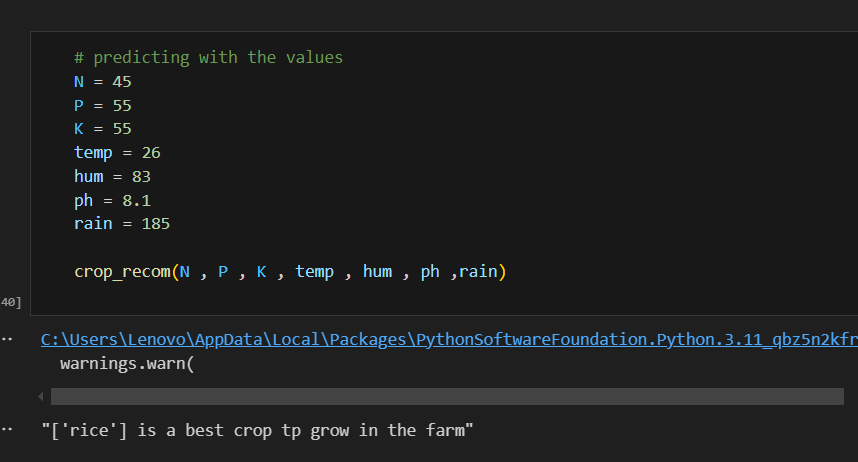 # predicting with the values
N = 45
P = 55
K = 55
temp = 26
hum = 83
ph = 8.1
rain = 185
crop_recom(N , P , K , temp , hum , ph ,rain)
40]
C:\Users\Lenovo\AppData\Local\Packages\PythonSoftwareFoundation.Python.3.11_qbz5n2kfr
warnings.warn(
"['rice'] is a best crop tp grow in the farm"